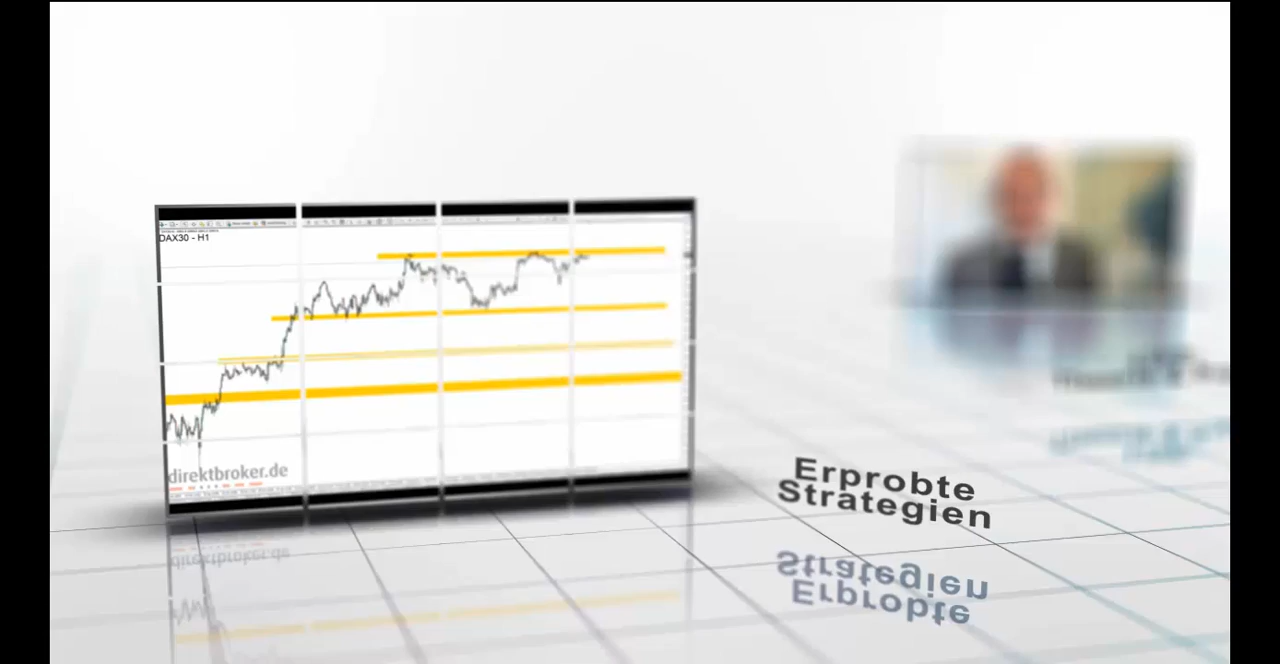 DAX30 - H1
direktbroker.de
Erprobte
Strategien